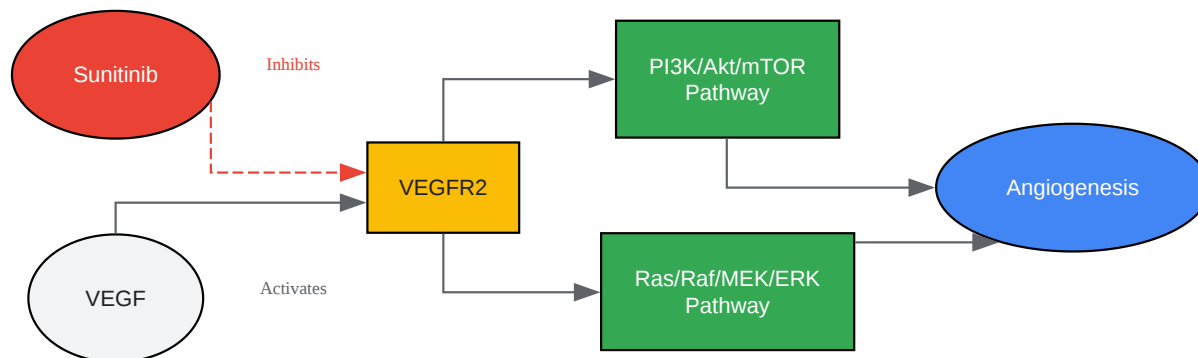 Sunitinib
Inhibits
PI3K/Akt/mTOR
Pathway
VEGFR2
Angiogenesis
VEGF
Activates
Ras/Raf/MEK/ERK
Pathway